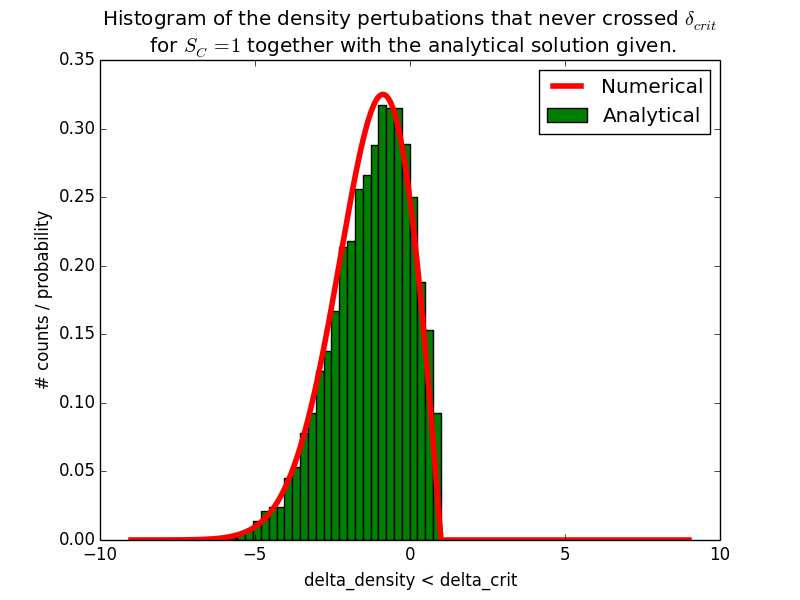 Histogram of the density pertubations that never crossed δ_crit
for S_C = 1 together with the analytical solution given.
0.35
0.30
0.25
0.20
0.15
0.10
0.05
0.00
# counts / probability
Numerical
Analytical
−10
−5
0
5
10
delta_density < delta_crit